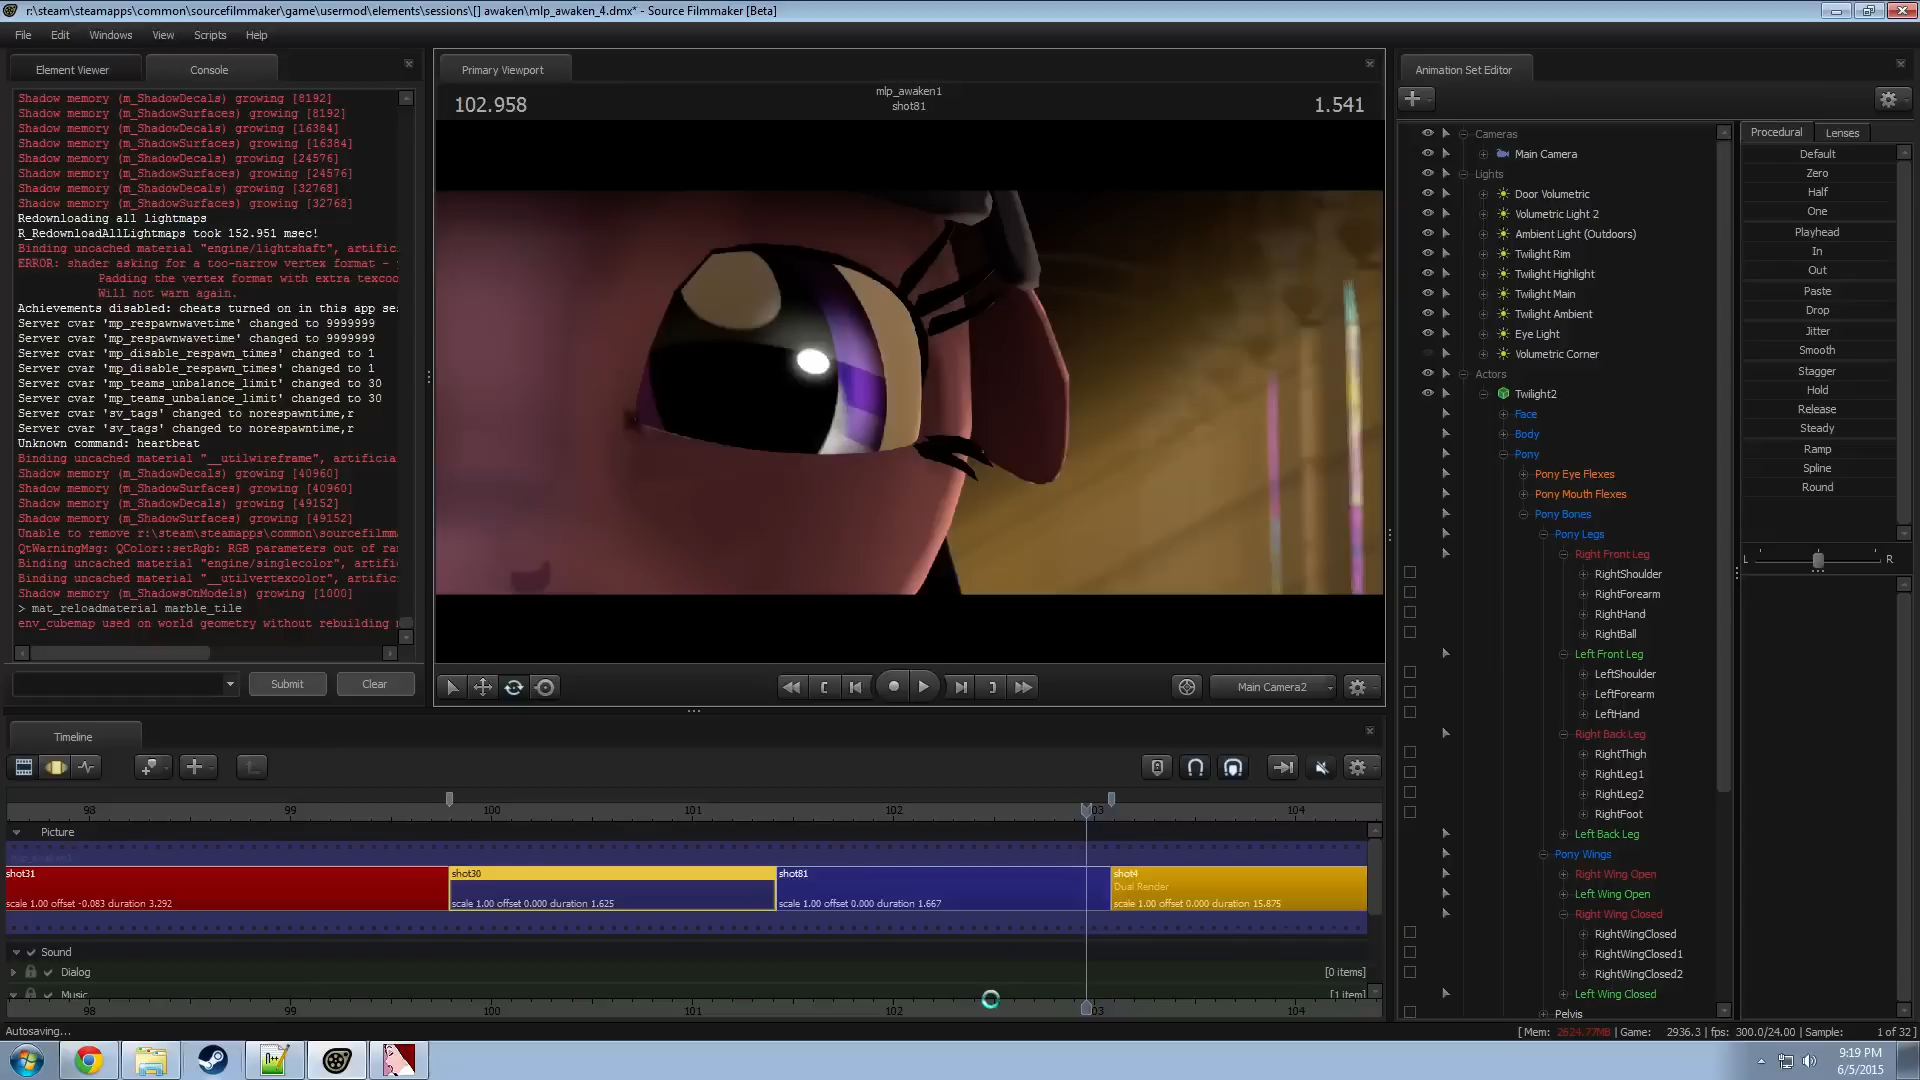 r:\steam\steamapps\common\sourcefilmmaker\game\usermod\elements\sessions\[] awaken\mlp_awaken_4.dmx* - Source Filmmaker [Beta]
File Edit Windows View Scripts Help
Element Viewer Console
Shadow memory (m_ShadowDecals) growing [8192]
Shadow memory (m_ShadowSurfaces) growing [8192]
Shadow memory (m_ShadowDecals) growing [16384]
Shadow memory (m_ShadowSurfaces) growing [16384]
Shadow memory (m_ShadowDecals) growing [24576]
Shadow memory (m_ShadowSurfaces) growing [24576]
Shadow memory (m_ShadowDecals) growing [32768]
Shadow memory (m_ShadowSurfaces) growing [32768]
Redownloading all lightmaps
R_RedownloadAllLightmaps took 152.951 msec!
Binding uncached material "engine/lightshaft", artific
ERROR: shader asking for a too-narrow vertex format -
Padding the vertex format with extra texcoo
Will not warn again.
Achievements disabled: cheats turned on in this app se
Server cvar 'mp_respawnwavetime' changed to 9999999
Server cvar 'mp_respawnwavetime' changed to 9999999
Server cvar 'mp_disable_respawn_times' changed to 1
Server cvar 'mp_disable_respawn_times' changed to 1
Server cvar 'mp_teams_unbalance_limit' changed to 30
Server cvar 'mp_teams_unbalance_limit' changed to 30
Server cvar 'sv_tags' changed to norespawntime,r
Server cvar 'sv_tags' changed to norespawntime,r
Unknown command: heartbeat
Binding uncached material "__utilwireframe", artificia
Shadow memory (m_ShadowDecals) growing [40960]
Shadow memory (m_ShadowSurfaces) growing [40960]
Shadow memory (m_ShadowDecals) growing [49152]
Shadow memory (m_ShadowSurfaces) growing [49152]
Unable to remove r:\steam\steamapps\common\sourcefilmm
QtWarningMsg: QColor::setRgb: RGB parameters out of ra
Binding uncached material "engine/singlecolor", artifi
Binding uncached material "__utilvertexcolor", artific
Shadow memory (m_ShadowsOnModels) growing [1000]
> mat_reloadmaterial marble_tile
env_cubemap used on world geometry without rebuilding
Submit Clear
Primary Viewport
102.958 mlp_awaken1 1.541
shot81
Main Camera2
Animation Set Editor
Cameras
Main Camera
Lights
Door Volumetric
Volumetric Light 2
Ambient Light (Outdoors)
Twilight Rim
Twilight Highlight
Twilight Main
Twilight Ambient
Eye Light
Volumetric Corner
Actors
Twilight2
Face
Body
Pony
Pony Eye Flexes
Pony Mouth Flexes
Pony Bones
Pony Legs
Right Front Leg
RightShoulder
RightForearm
RightHand
RightBall
Left Front Leg
LeftShoulder
LeftForearm
LeftHand
Right Back Leg
RightThigh
RightLeg1
RightLeg2
RightFoot
Left Back Leg
Pony Wings
Right Wing Open
Left Wing Open
Right Wing Closed
RightWingClosed
RightWingClosed1
RightWingClosed2
Left Wing Closed
Pelvis
Procedural Lenses
Default
Zero
Half
One
Playhead
In
Out
Paste
Drop
Jitter
Smooth
Stagger
Hold
Release
Steady
Ramp
Spline
Round
L R
Timeline
98 99 100 101 102 03 104
Picture
mlp_awaken1
shot31 shot30 shot81 shot4
Dual Render
scale 1.00 offset -0.083 duration 3.292 scale 1.00 offset 0.000 duration 1.625 scale 1.00 offset 0.000 duration 1.667 scale 1.00 offset 0.000 duration 15.875
Sound
Dialog [0 items]
Music [1 item]
98 99 100 101 102 03 104
Autosaving... [ Mem: 2624.77MB | Game: 2936.3 | fps: 300.0/24.00 | Sample: 1 of 32 ]
9:19 PM
6/5/2015